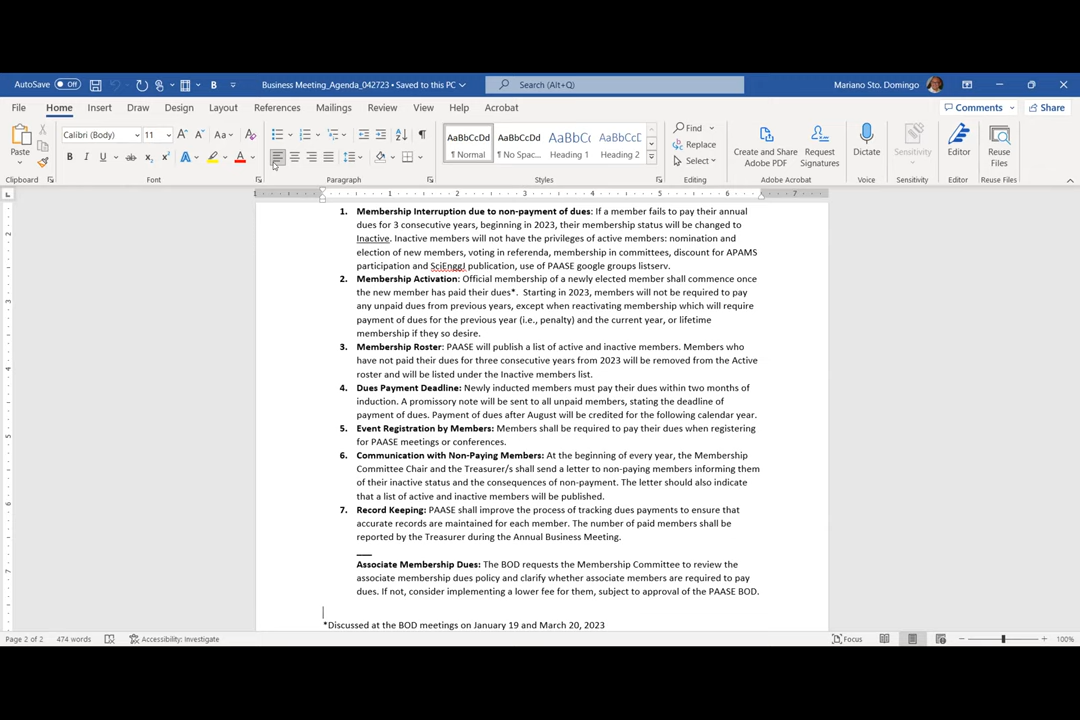 AutoSave Off B Business Meeting_Agenda_042723 • Saved to this PC Search (Alt+Q) Mariano Sto. Domingo
File Home Insert Draw Design Layout References Mailings Review View Help Acrobat Comments Share
Calibri (Body) 11 A A Aa A
Paste B I U ab x₂ x² A A
AaBbCcDd AaBbCcDd AaBbC AaBbCcD
¶ Normal ¶ No Spac... Heading 1 Heading 2
Find
Replace
Select
Create and Share Adobe PDF
Request Signatures
Dictate
Sensitivity
Editor
Reuse Files
Clipboard Font Paragraph Styles Editing Adobe Acrobat Voice Sensitivity Editor Reuse Files
1 1 2 3 4 5 6 7
1. Membership Interruption due to non-payment of dues: If a member fails to pay their annual
dues for 3 consecutive years, beginning in 2023, their membership status will be changed to
Inactive. Inactive members will not have the privileges of active members: nomination and
election of new members, voting in referenda, membership in committees, discount for APAMS
participation and SciEnggJ publication, use of PAASE google groups listserv.
2. Membership Activation: Official membership of a newly elected member shall commence once
the new member has paid their dues*. Starting in 2023, members will not be required to pay
any unpaid dues from previous years, except when reactivating membership which will require
payment of dues for the previous year (i.e., penalty) and the current year, or lifetime
membership if they so desire.
3. Membership Roster: PAASE will publish a list of active and inactive members. Members who
have not paid their dues for three consecutive years from 2023 will be removed from the Active
roster and will be listed under the Inactive members list.
4. Dues Payment Deadline: Newly inducted members must pay their dues within two months of
induction. A promissory note will be sent to all unpaid members, stating the deadline of
payment of dues. Payment of dues after August will be credited for the following calendar year.
5. Event Registration by Members: Members shall be required to pay their dues when registering
for PAASE meetings or conferences.
6. Communication with Non-Paying Members: At the beginning of every year, the Membership
Committee Chair and the Treasurer/s shall send a letter to non-paying members informing them
of their inactive status and the consequences of non-payment. The letter should also indicate
that a list of active and inactive members will be published.
7. Record Keeping: PAASE shall improve the process of tracking dues payments to ensure that
accurate records are maintained for each member. The number of paid members shall be
reported by the Treasurer during the Annual Business Meeting.
Associate Membership Dues: The BOD requests the Membership Committee to review the
associate membership dues policy and clarify whether associate members are required to pay
dues. If not, consider implementing a lower fee for them, subject to approval of the PAASE BOD.
*Discussed at the BOD meetings on January 19 and March 20, 2023
Page 2 of 2 474 words Accessibility: Investigate Focus 100%